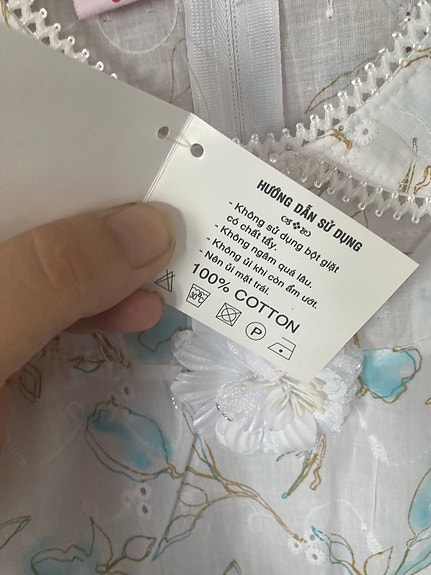 HƯỚNG DẪN SỬ DỤNG
- Không sử dụng bột giặt
có chất tẩy.
- Không ngâm quá lâu.
- Không ủi khi còn ẩm ướt.
- Nên ủi mặt trái.
100% COTTON
30°C
P